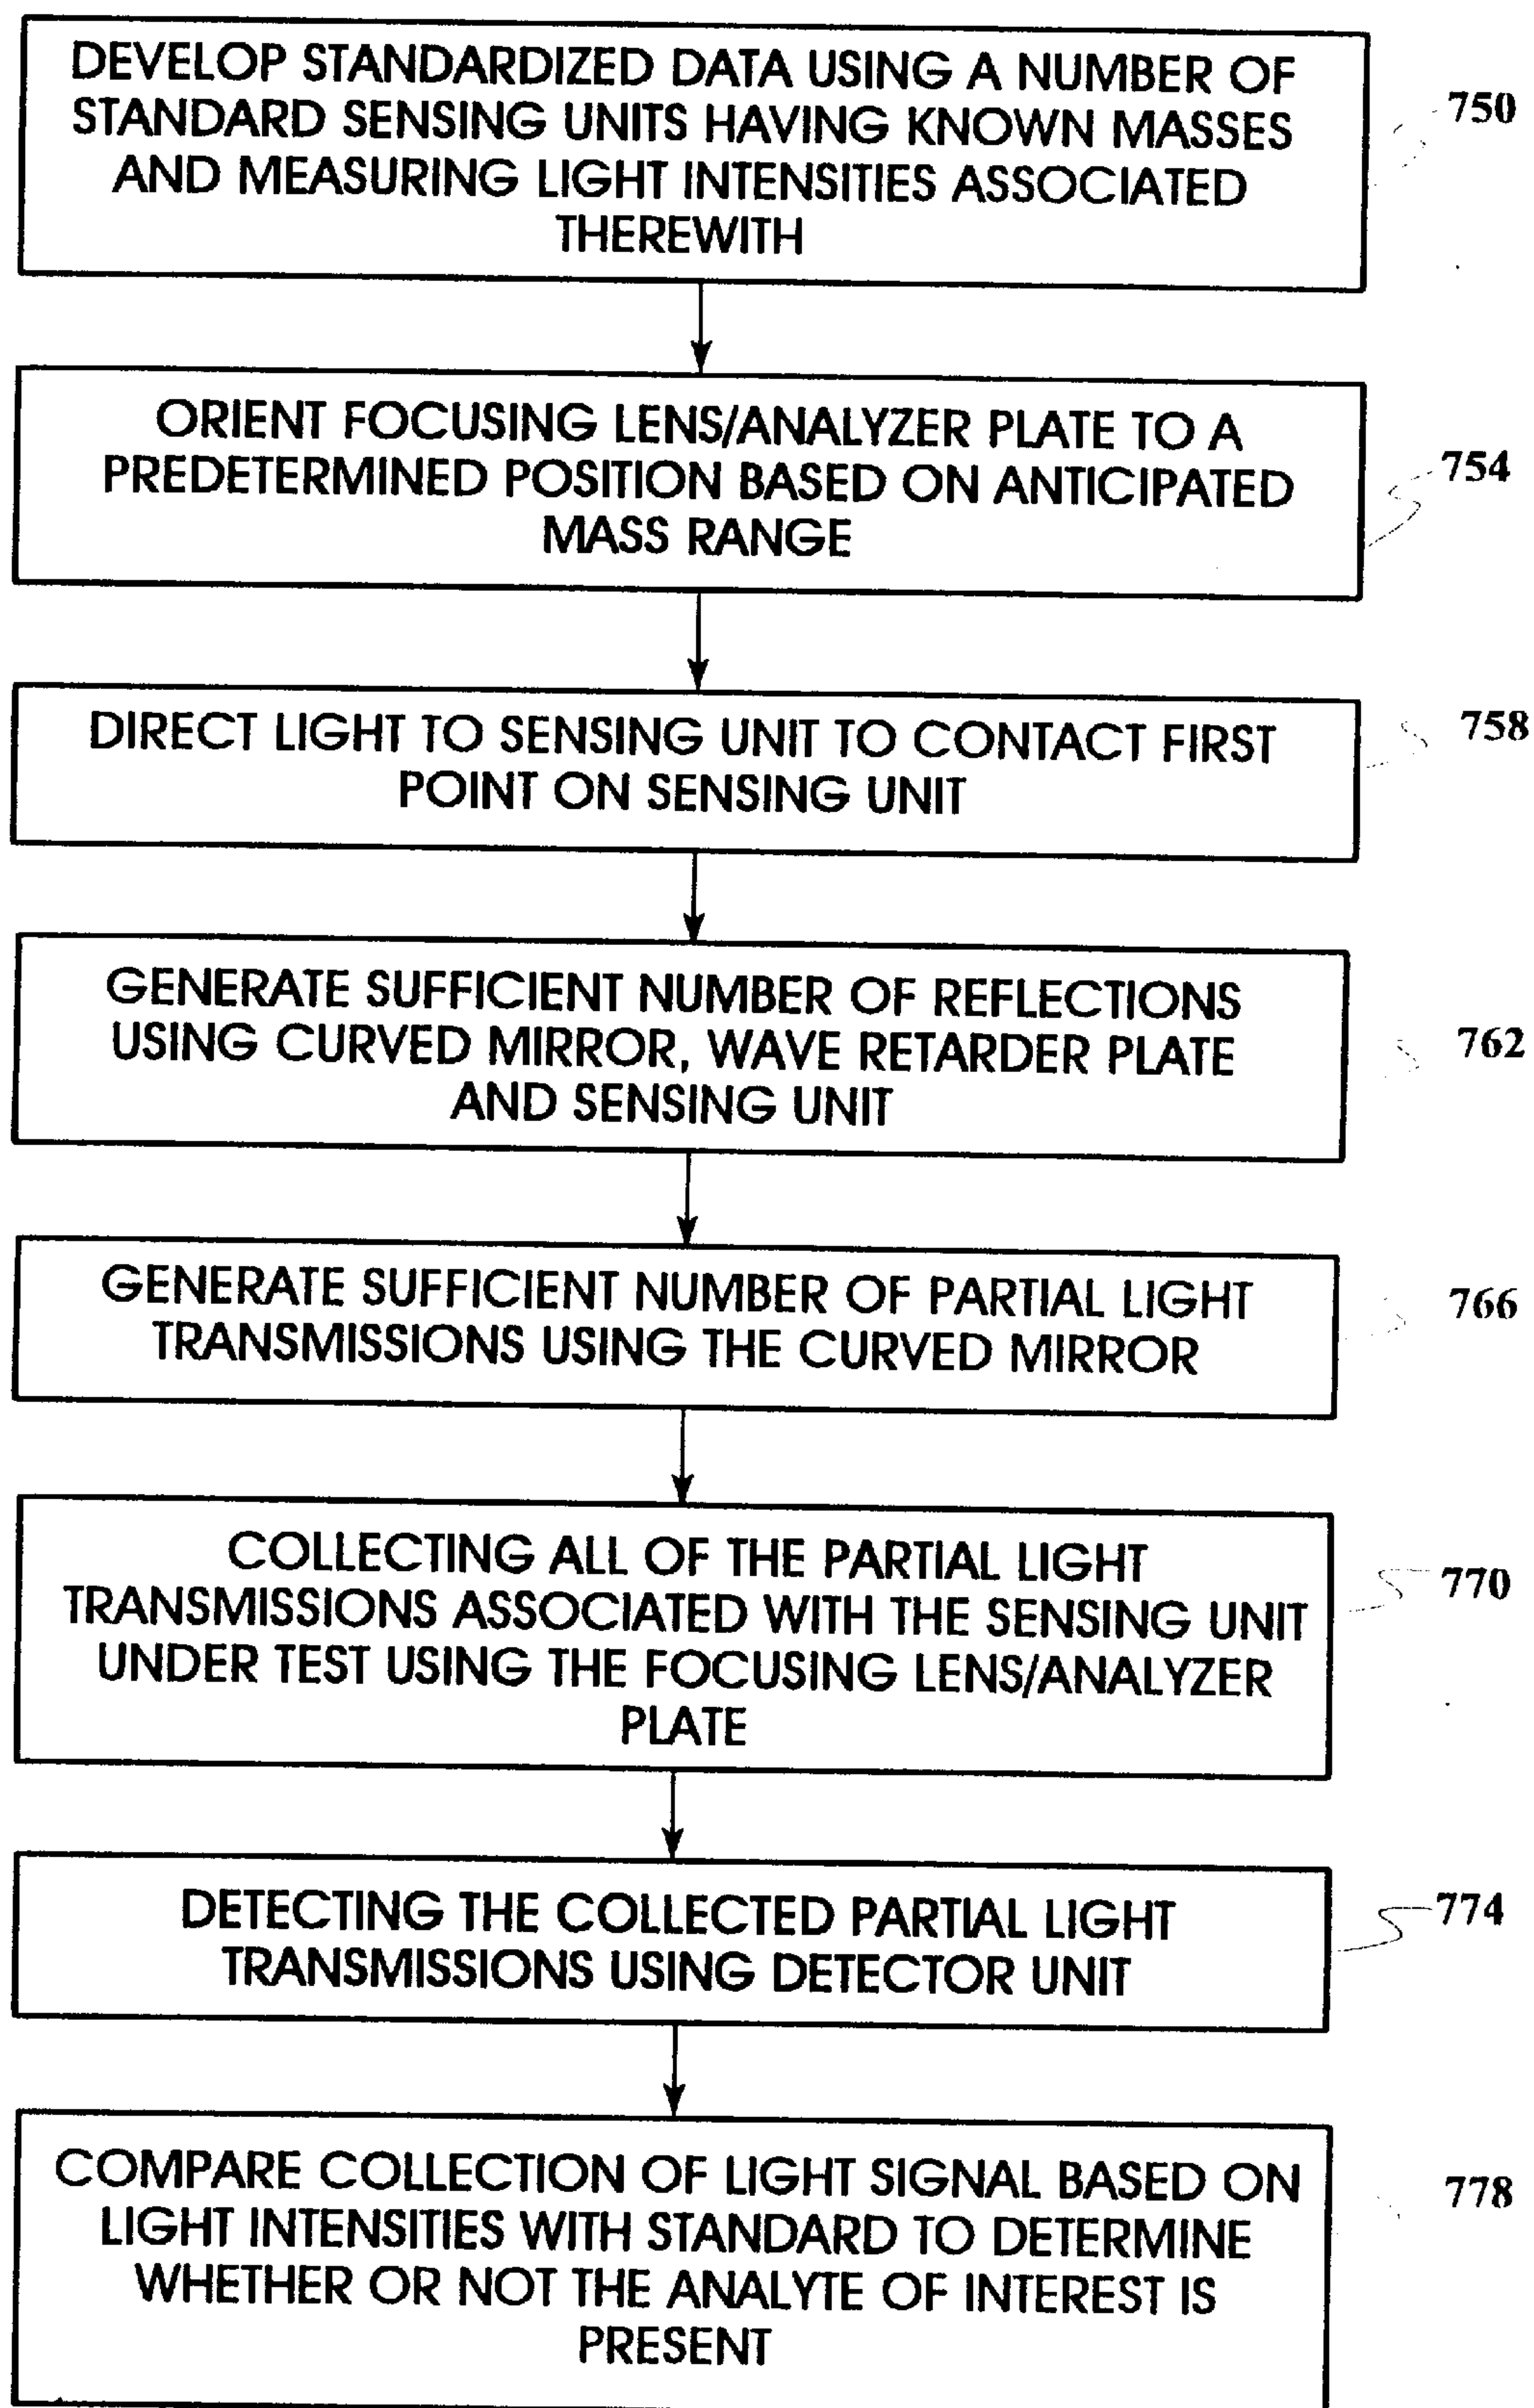 DEVELOP STANDARDIZED DATA USING A NUMBER OF
STANDARD SENSING UNITS HAVING KNOWN MASSES
AND MEASURING LIGHT INTENSITIES ASSOCIATED
THEREWITH
750
ORIENT FOCUSING LENS/ANALYZER PLATE TO A
PREDETERMINED POSITION BASED ON ANTICIPATED
MASS RANGE
754
DIRECT LIGHT TO SENSING UNIT TO CONTACT FIRST
POINT ON SENSING UNIT
758
GENERATE SUFFICIENT NUMBER OF REFLECTIONS
USING CURVED MIRROR, WAVE RETARDER PLATE
AND SENSING UNIT
762
GENERATE SUFFICIENT NUMBER OF PARTIAL LIGHT
TRANSMISSIONS USING THE CURVED MIRROR
766
COLLECTING ALL OF THE PARTIAL LIGHT
TRANSMISSIONS ASSOCIATED WITH THE SENSING UNIT
UNDER TEST USING THE FOCUSING LENS/ANALYZER
PLATE
770
DETECTING THE COLLECTED PARTIAL LIGHT
TRANSMISSIONS USING DETECTOR UNIT
774
COMPARE COLLECTION OF LIGHT SIGNAL BASED ON
LIGHT INTENSITIES WITH STANDARD TO DETERMINE
WHETHER OR NOT THE ANALYTE OF INTEREST IS
PRESENT
778